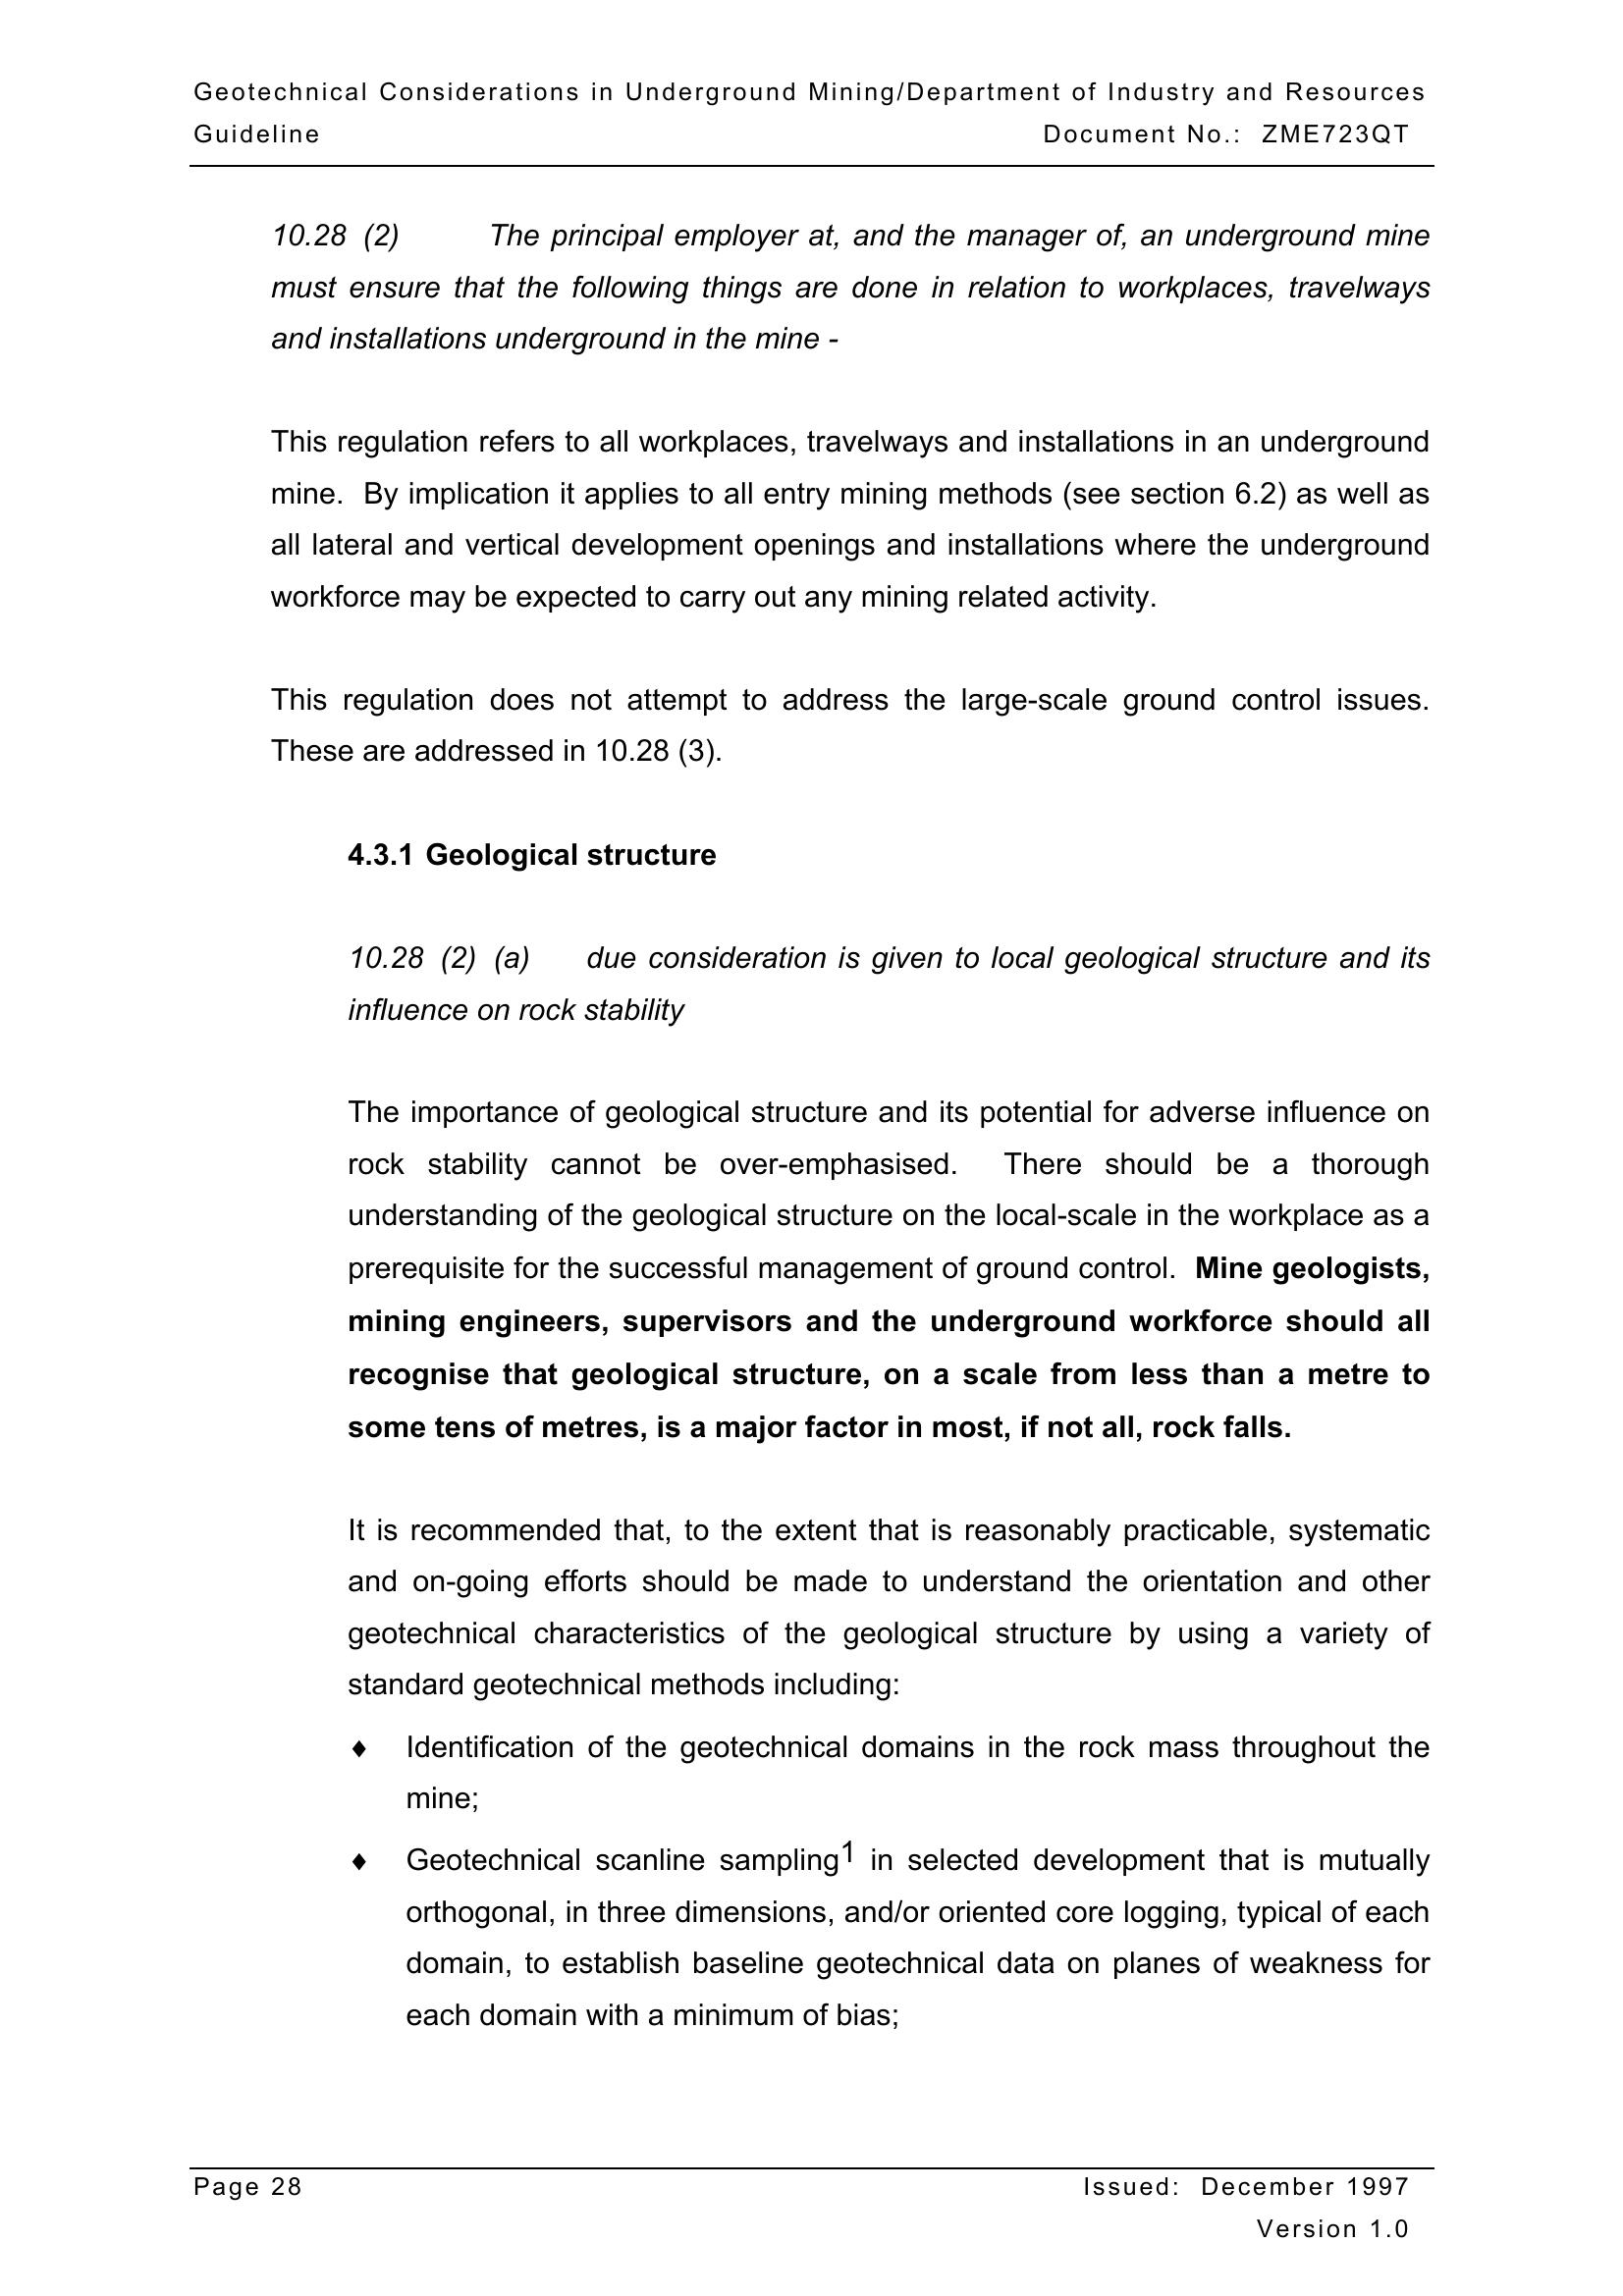 Geotechnical Considerations in Underground Mining/Department of Industry and Resources
Guideline Document No.: ZME723QT
10.28 (2) The principal employer at, and the manager of, an underground mine
must ensure that the following things are done in relation to workplaces, travelways
and installations underground in the mine -
This regulation refers to all workplaces, travelways and installations in an underground
mine. By implication it applies to all entry mining methods (see section 6.2) as well as
all lateral and vertical development openings and installations where the underground
workforce may be expected to carry out any mining related activity.
This regulation does not attempt to address the large-scale ground control issues.
These are addressed in 10.28 (3).
4.3.1 Geological structure
10.28 (2) (a) due consideration is given to local geological structure and its
influence on rock stability
The importance of geological structure and its potential for adverse influence on
rock stability cannot be over-emphasised. There should be a thorough
understanding of the geological structure on the local-scale in the workplace as a
prerequisite for the successful management of ground control. Mine geologists,
mining engineers, supervisors and the underground workforce should all
recognise that geological structure, on a scale from less than a metre to
some tens of metres, is a major factor in most, if not all, rock falls.
It is recommended that, to the extent that is reasonably practicable, systematic
and on-going efforts should be made to understand the orientation and other
geotechnical characteristics of the geological structure by using a variety of
standard geotechnical methods including:
♦ Identification of the geotechnical domains in the rock mass throughout the
mine;
♦ Geotechnical scanline sampling1 in selected development that is mutually
orthogonal, in three dimensions, and/or oriented core logging, typical of each
domain, to establish baseline geotechnical data on planes of weakness for
each domain with a minimum of bias;
Page 28 Issued: December 1997
Version 1.0